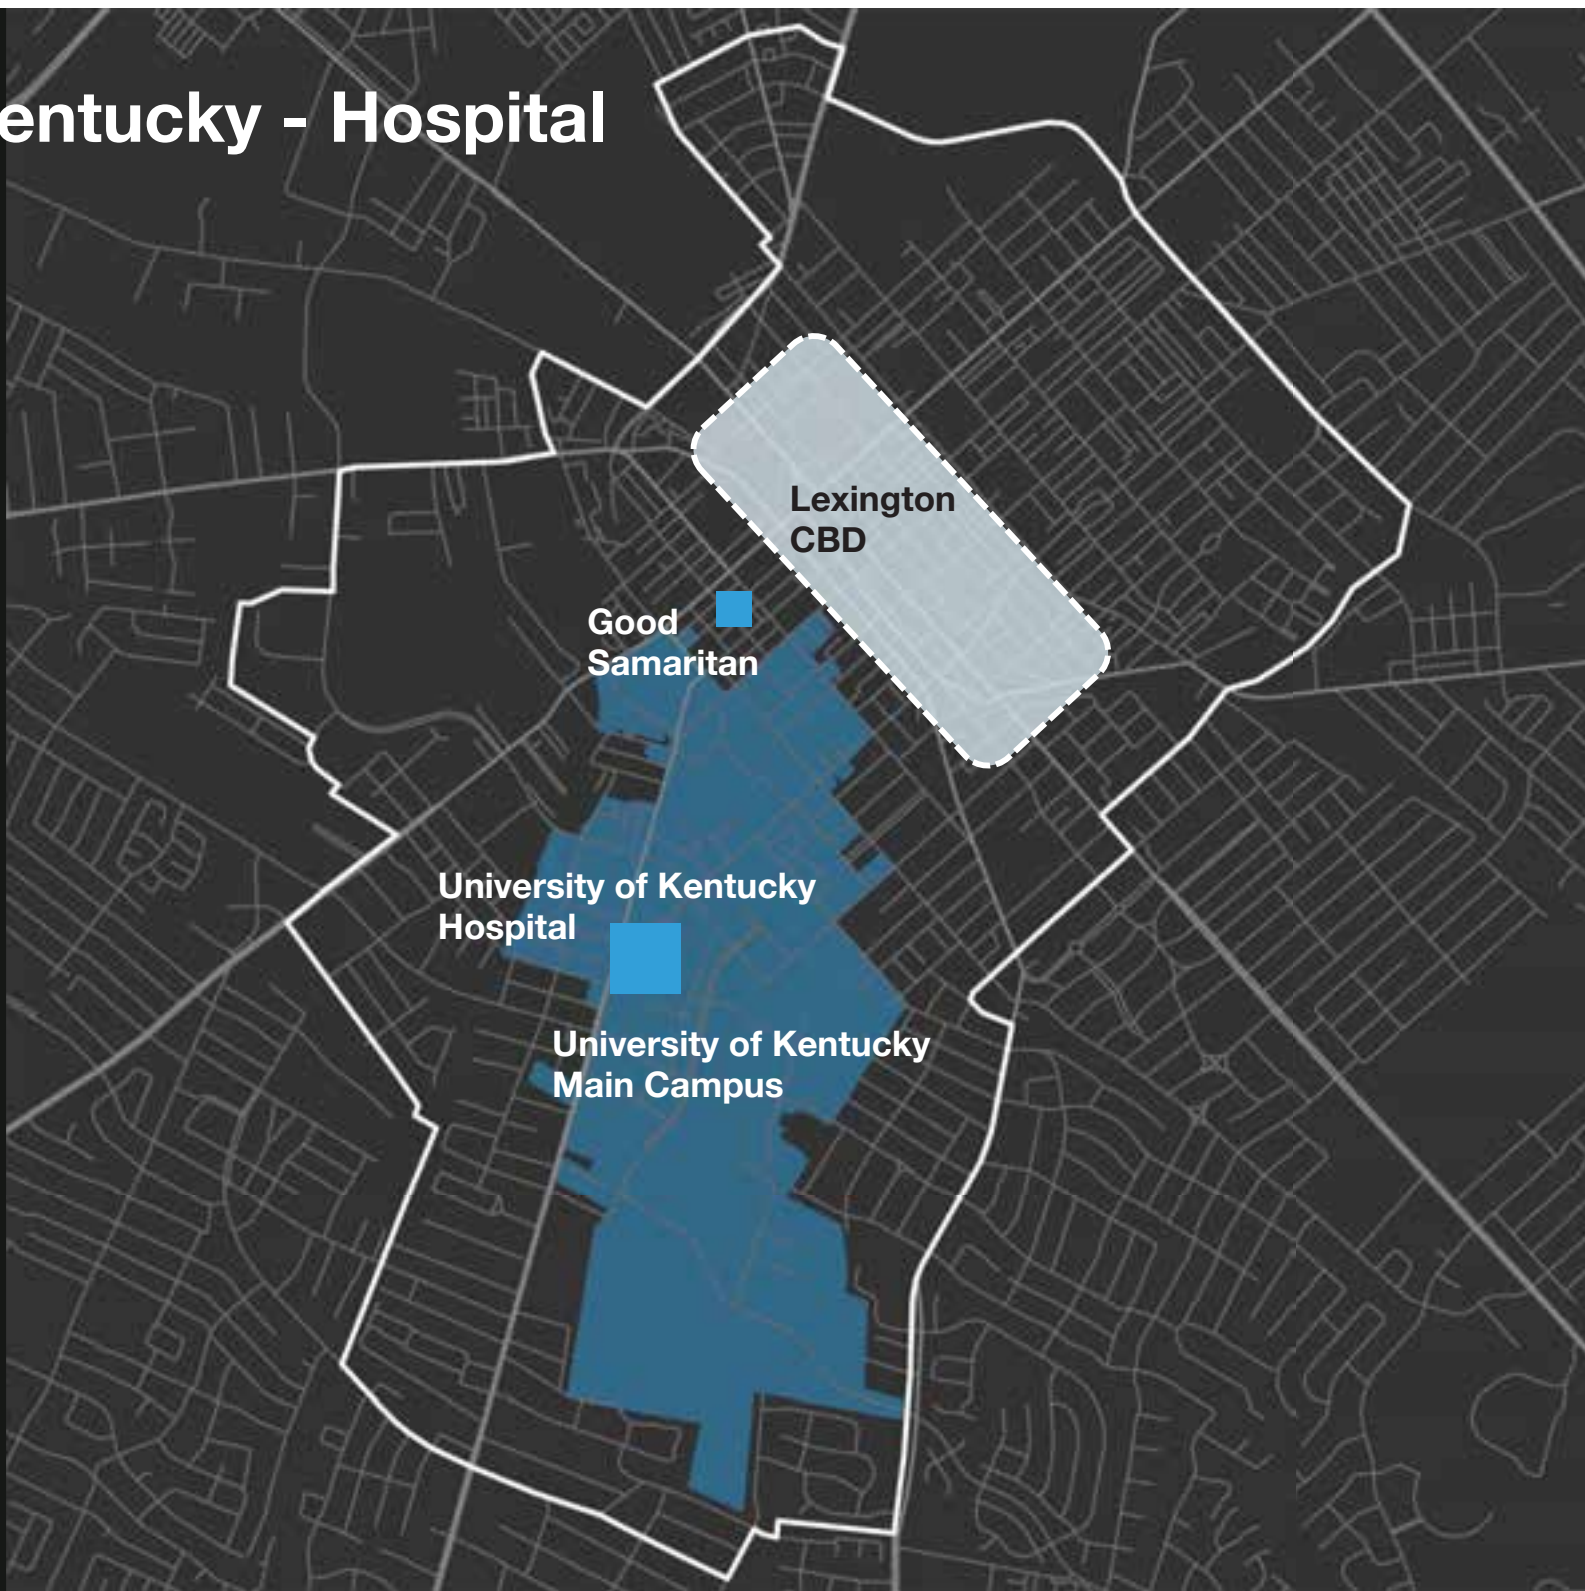 entucky - Hospital
Lexington
CBD
Good
Samaritan
University of Kentucky
Hospital
University of Kentucky
Main Campus